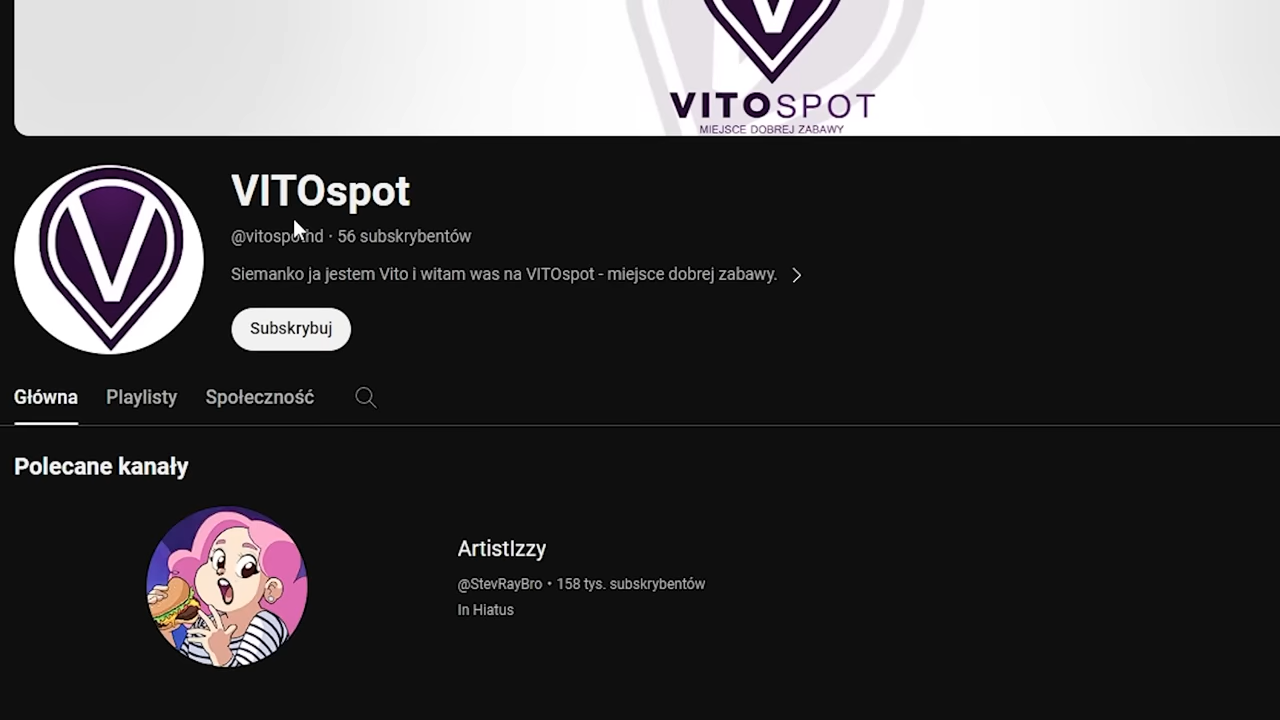 VITOSPOT
MIEJSCE DOBREJ ZABAWY
VITOspot
@vitospothd · 56 subskrybentów
Siemanko ja jestem Vito i witam was na VITOspot - miejsce dobrej zabawy.
Subskrybuj
Główna Playlisty Społeczność
Polecane kanały
ArtistIzzy
@StevRayBro • 158 tys. subskrybentów
In Hiatus